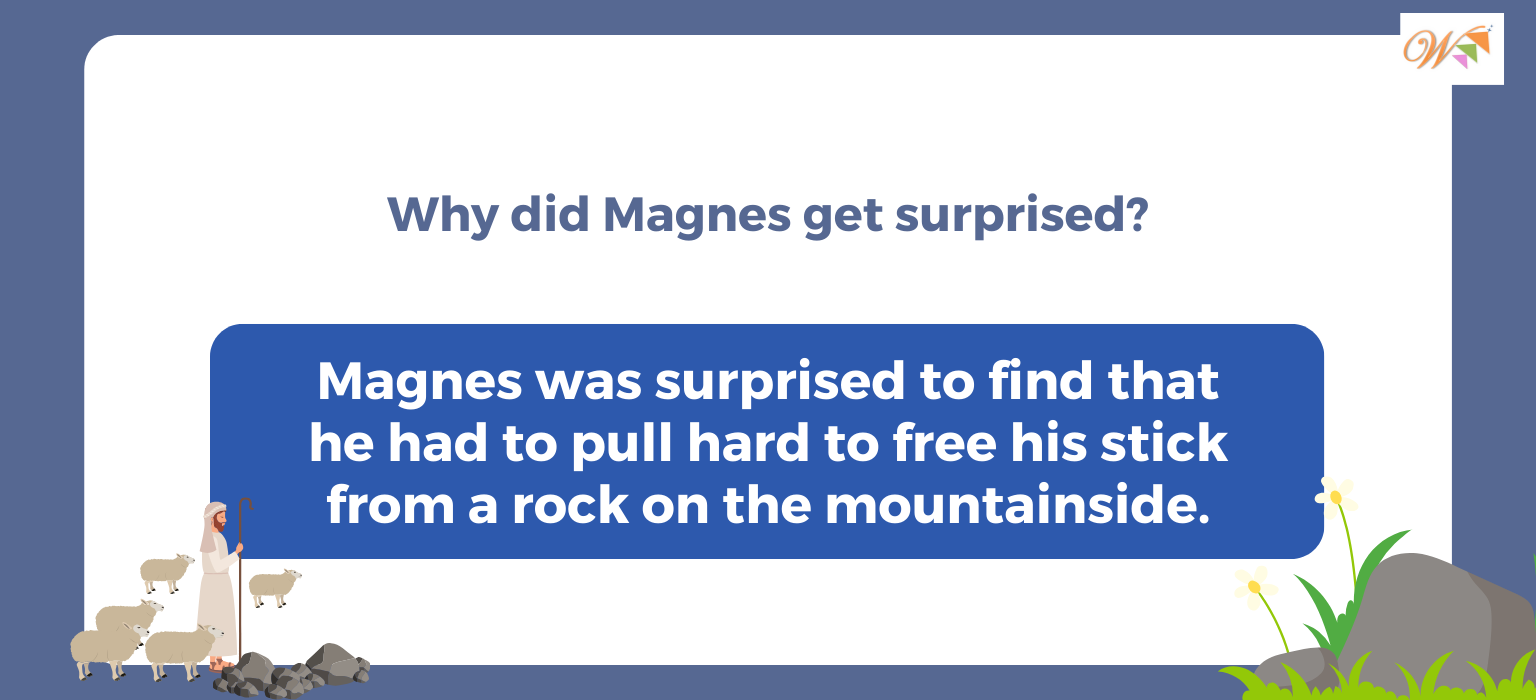 W
Why did Magnes get surprised?
Magnes was surprised to find that
he had to pull hard to free his stick
from a rock on the mountainside.